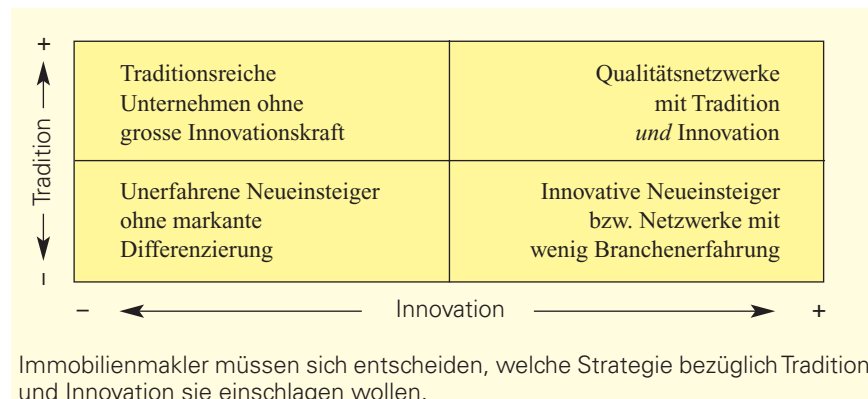 +
Traditionsreiche
Unternehmen ohne
grosse Innovationskraft
Qualitätsnetzwerke
mit Tradition
und Innovation
Tradition
Unerfahrene Neueinsteiger
ohne markante
Differenzierung
Innovative Neueinsteiger
bzw. Netzwerke mit
wenig Branchenerfahrung
–
– Innovation +
Immobilienmakler müssen sich entscheiden, welche Strategie bezüglich Tradition
und Innovation sie einschlagen wollen.